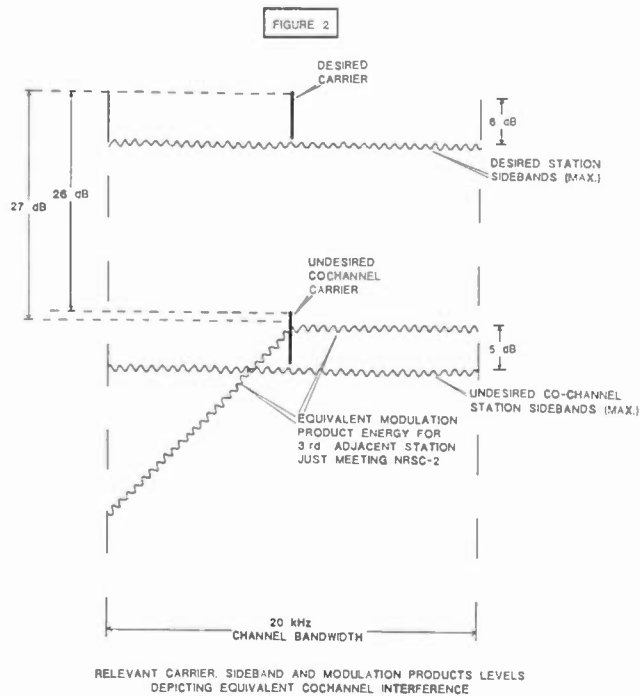 FIGURE 2
DESIRED
CARRIER
6 dB
DESIRED STATION
SIDEBANDS (MAX.)
26
dB
27
dB
UNDESIRED
COCHANNEL
CARRIER
5 dB
UNDESIRED CO-CHANNEL
STATION SIDEBANDS (MAX.)
EQUIVALENT MODULATION
PRODUCT ENERGY FOR
3rd ADJACENT STATION
JUST MEETING NRSC-2
20 kHz
CHANNEL BANDWIDTH
RELEVANT CARRIER, SIDEBAND AND MODULATION PRODUCTS LEVELS
DEPICTING EQUIVALENT COCHANNEL INTERFERENCE